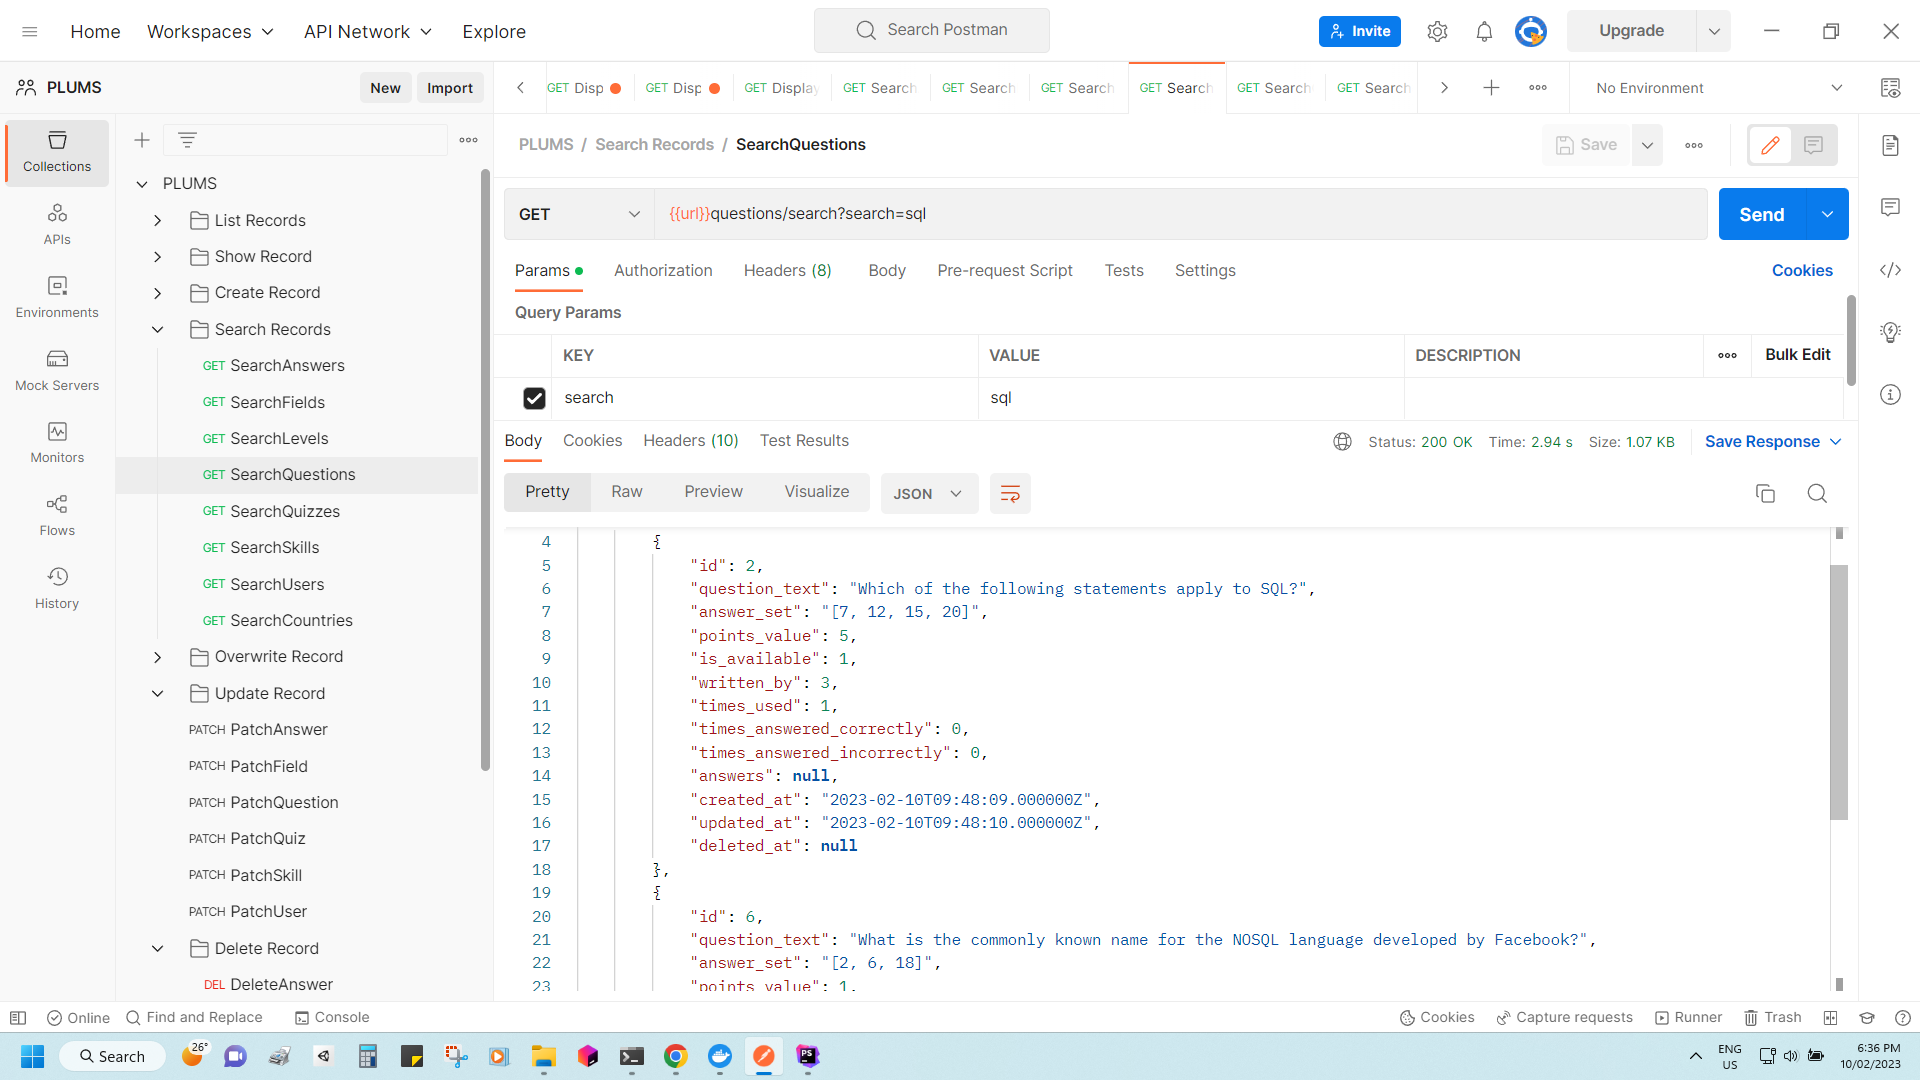 Home Workspaces API Network Explore Search Postman Invite Upgrade
PLUMS New Import GET Disp GET Disp GET Display GET Search GET Search GET Search GET Search GET Search GET Search No Environment
PLUMS / Search Records / SearchQuestions Save
Collections
APIs
Environments
Mock Servers
Monitors
Flows
History
PLUMS
List Records
Show Record
Create Record
Search Records
GET SearchAnswers
GET SearchFields
GET SearchLevels
GET SearchQuestions
GET SearchQuizzes
GET SearchSkills
GET SearchUsers
GET SearchCountries
Overwrite Record
Update Record
PATCH PatchAnswer
PATCH PatchField
PATCH PatchQuestion
PATCH PatchQuiz
PATCH PatchSkill
PATCH PatchUser
Delete Record
DEL DeleteAnswer
GET {{url}}questions/search?search=sql Send
Params Authorization Headers (8) Body Pre-request Script Tests Settings Cookies
Query Params
KEY VALUE DESCRIPTION Bulk Edit
search sql
Body Cookies Headers (10) Test Results Status: 200 OK Time: 2.94 s Size: 1.07 KB Save Response
Pretty Raw Preview Visualize JSON
4 {
5 "id": 2,
6 "question_text": "Which of the following statements apply to SQL?",
7 "answer_set": "[7, 12, 15, 20]",
8 "points_value": 5,
9 "is_available": 1,
10 "written_by": 3,
11 "times_used": 1,
12 "times_answered_correctly": 0,
13 "times_answered_incorrectly": 0,
14 "answers": null,
15 "created_at": "2023-02-10T09:48:09.000000Z",
16 "updated_at": "2023-02-10T09:48:10.000000Z",
17 "deleted_at": null
18 },
19 {
20 "id": 6,
21 "question_text": "What is the commonly known name for the NOSQL language developed by Facebook?",
22 "answer_set": "[2, 6, 18]",
23 "points_value": 1,
Online Find and Replace Console Cookies Capture requests Runner Trash
Search 26° PS ENG
US
6:36 PM
10/02/2023